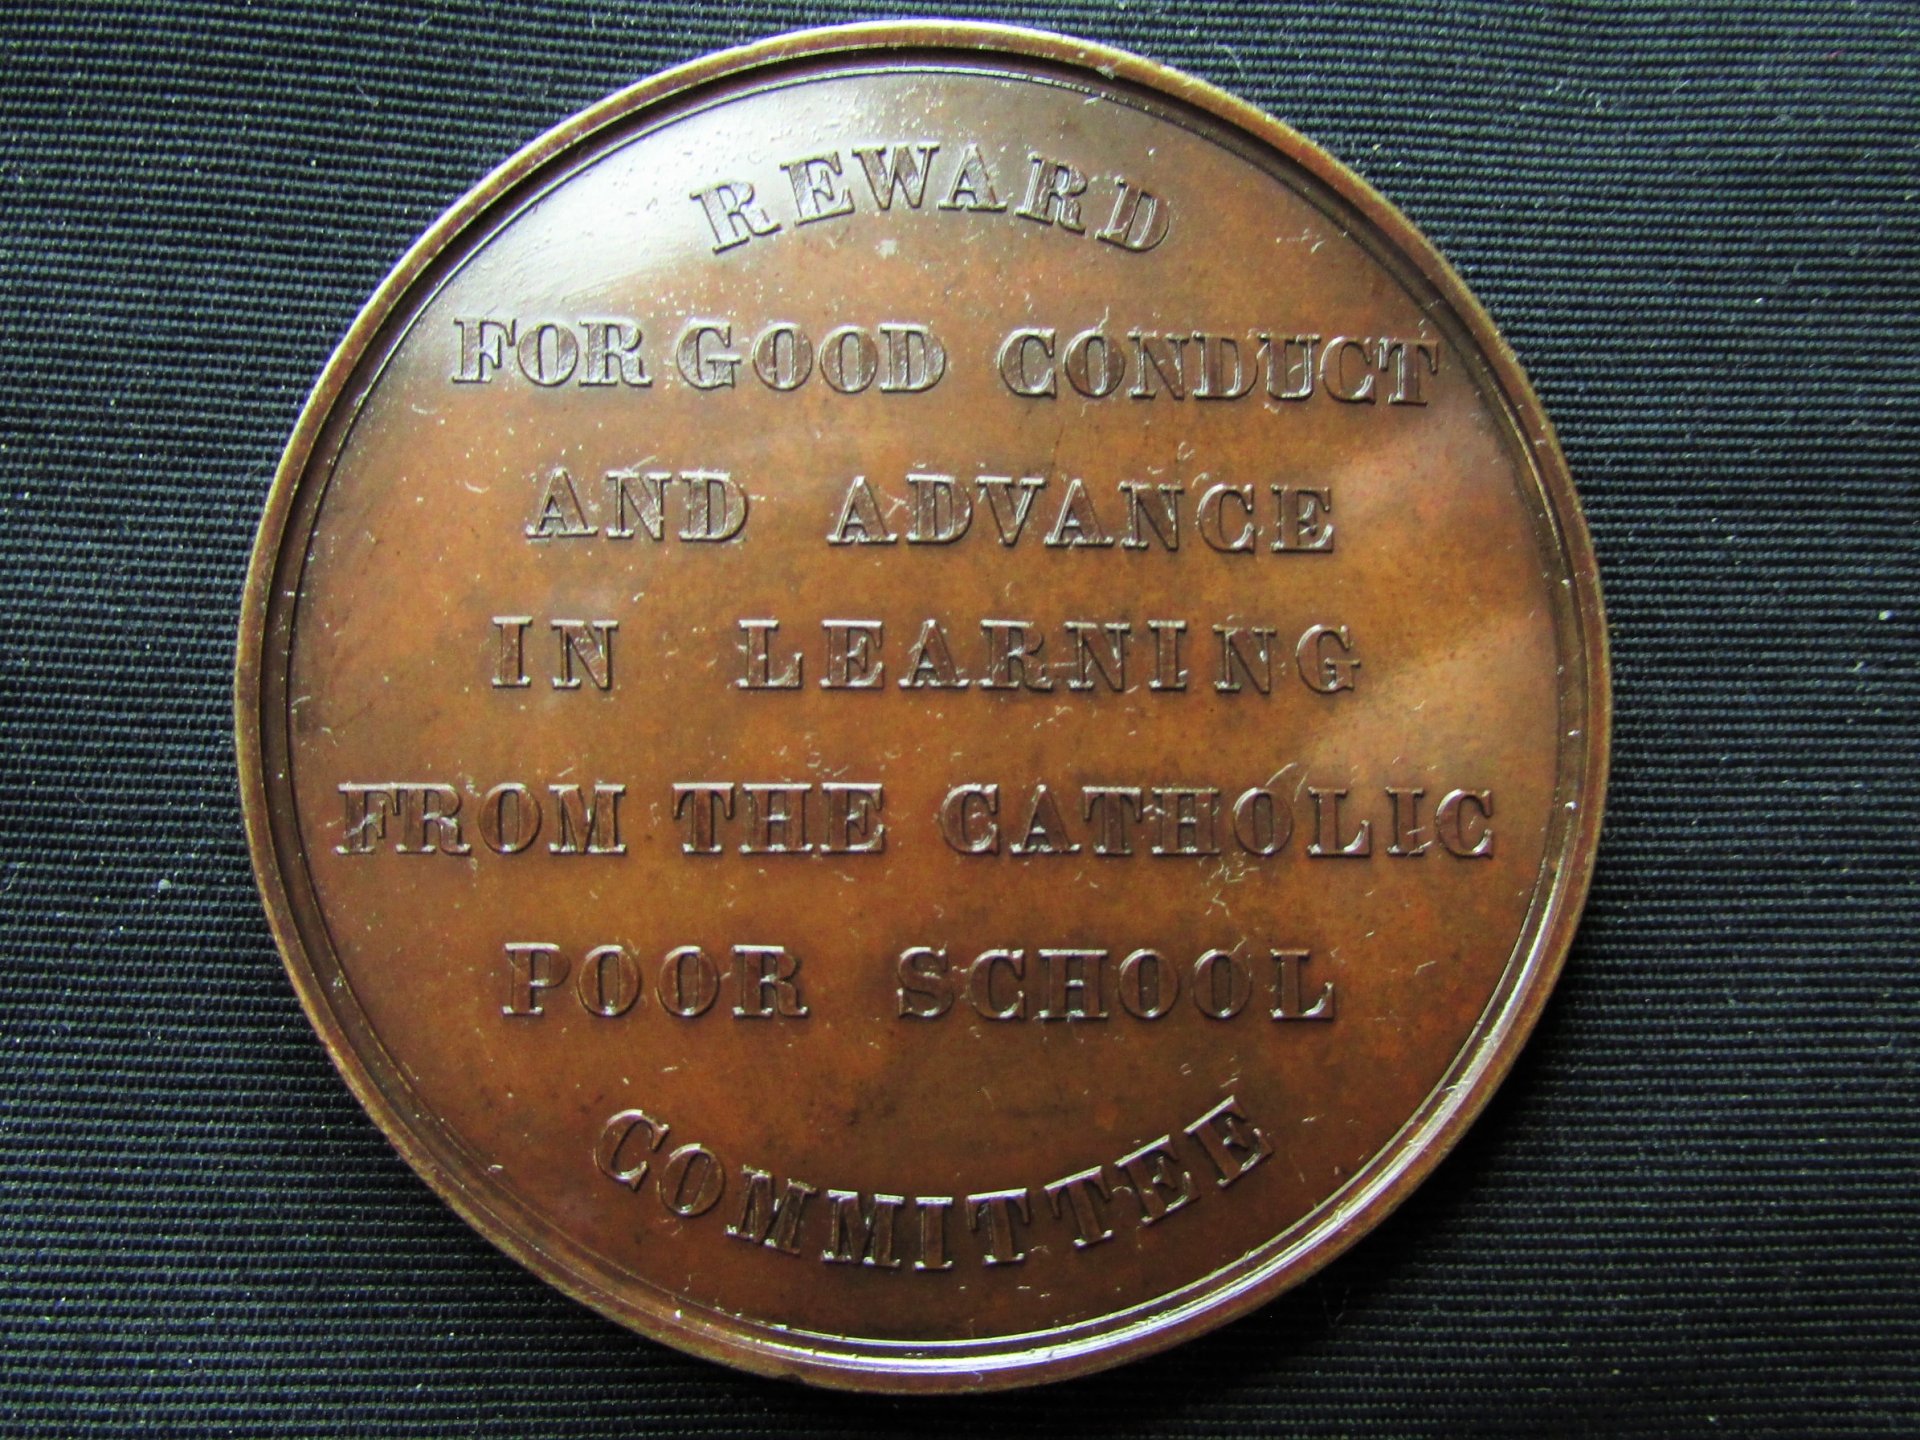 REWARD
FOR GOOD CONDUCT
AND ADVANCE
IN LEARNING
FROM THE CATHOLIC
POOR SCHOOL
COMMITTEE